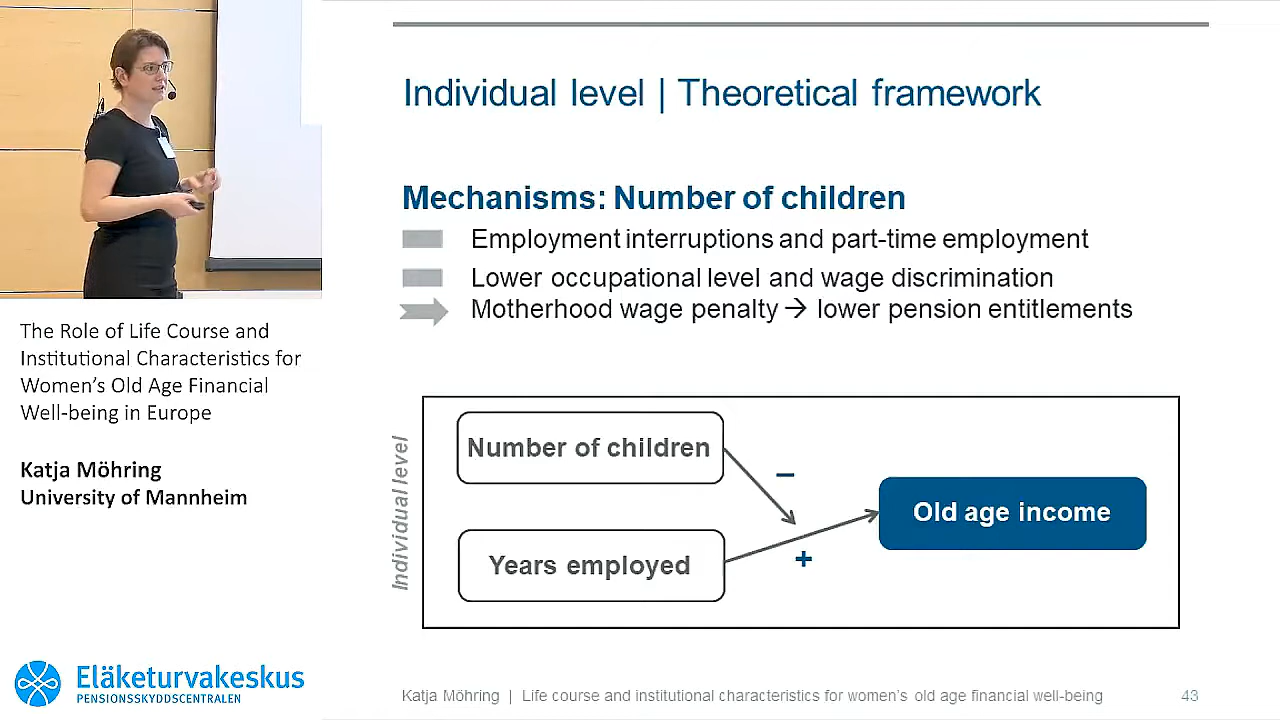 Individual level | Theoretical framework
Mechanisms: Number of children
Employment interruptions and part-time employment
Lower occupational level and wage discrimination
Motherhood wage penalty → lower pension entitlements
Individual level
Number of children
–
Old age income
Years employed
+
The Role of Life Course and
Institutional Characteristics for
Women's Old Age Financial
Well-being in Europe
Katja Möhring
University of Mannheim
Eläketurvakeskus
PENSIONSSKYDDSCENTRALEN
Katja Möhring | Life course and institutional characteristics for women's old age financial well-being
43